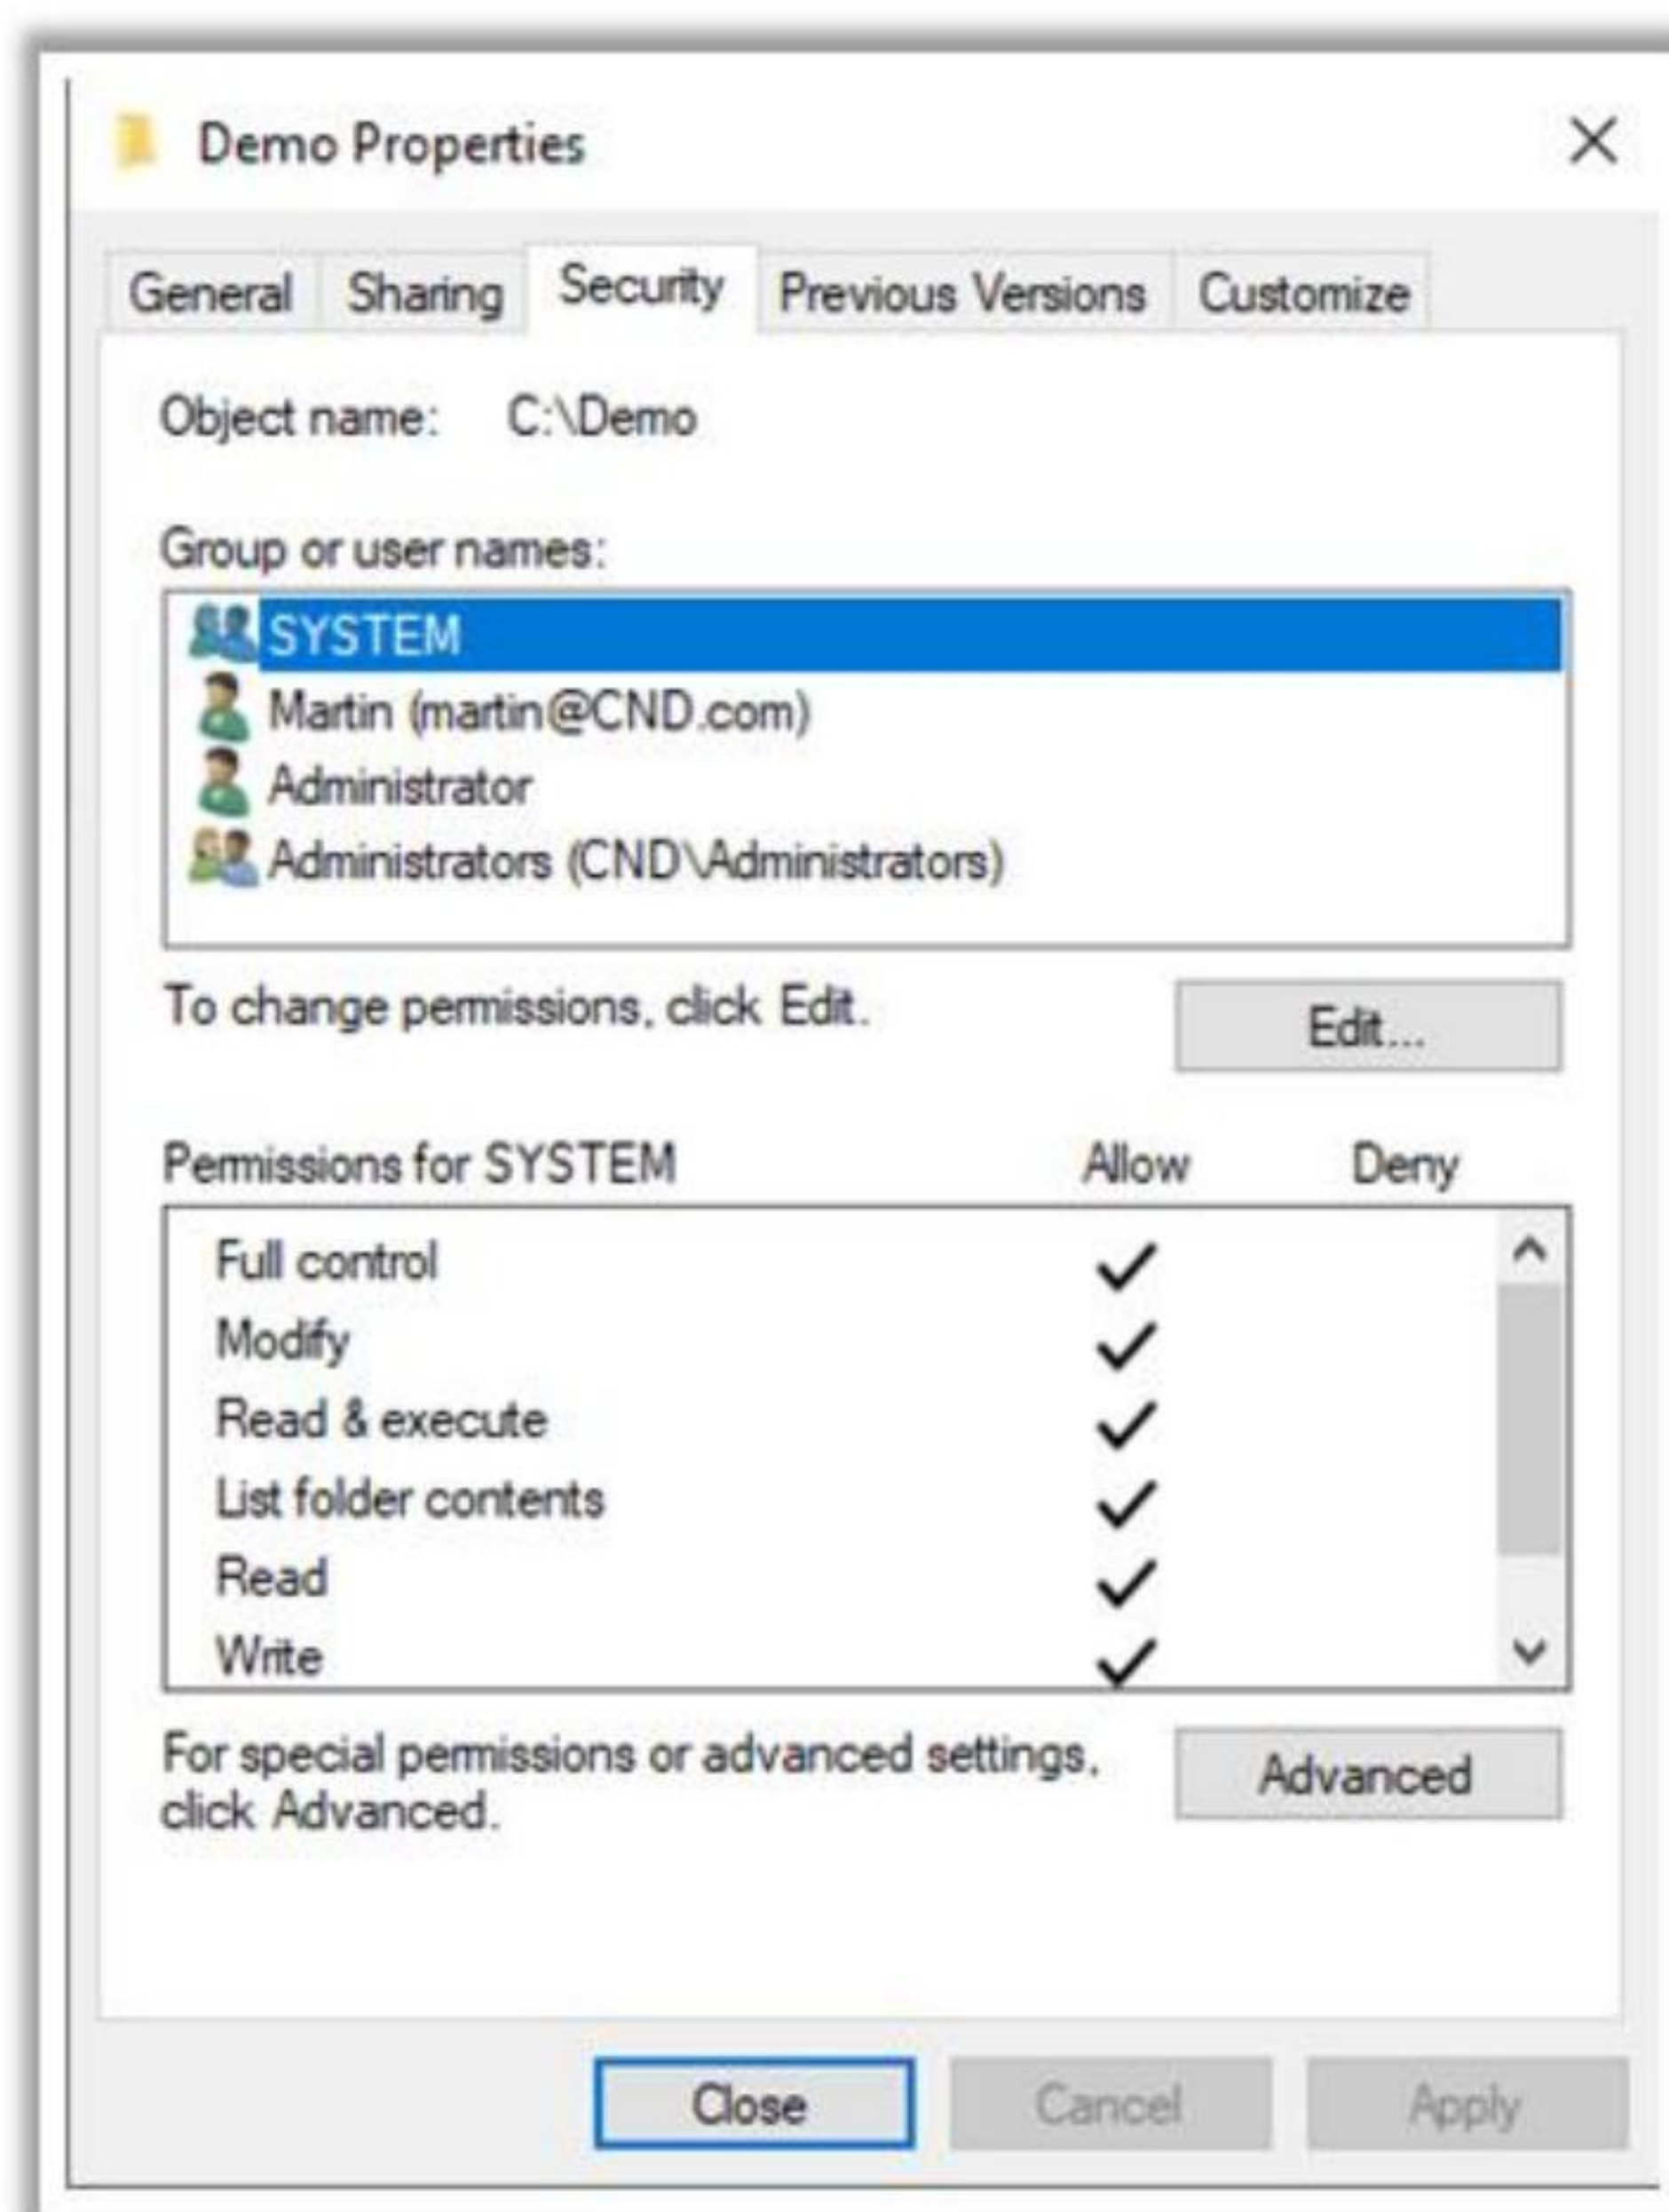 Demo Properties
General Sharing Security Previous Versions Customize
Object name: C:\Demo
Group or user names:
SYSTEM
Martin (martin@CND.com)
Administrator
Administrators (CND\Administrators)
To change permissions, click Edit.
Edit...
Permissions for SYSTEM Allow Deny
Full control
Modify
Read & execute
List folder contents
Read
Write
For special permissions or advanced settings,
click Advanced.
Advanced
Close Cancel Apply